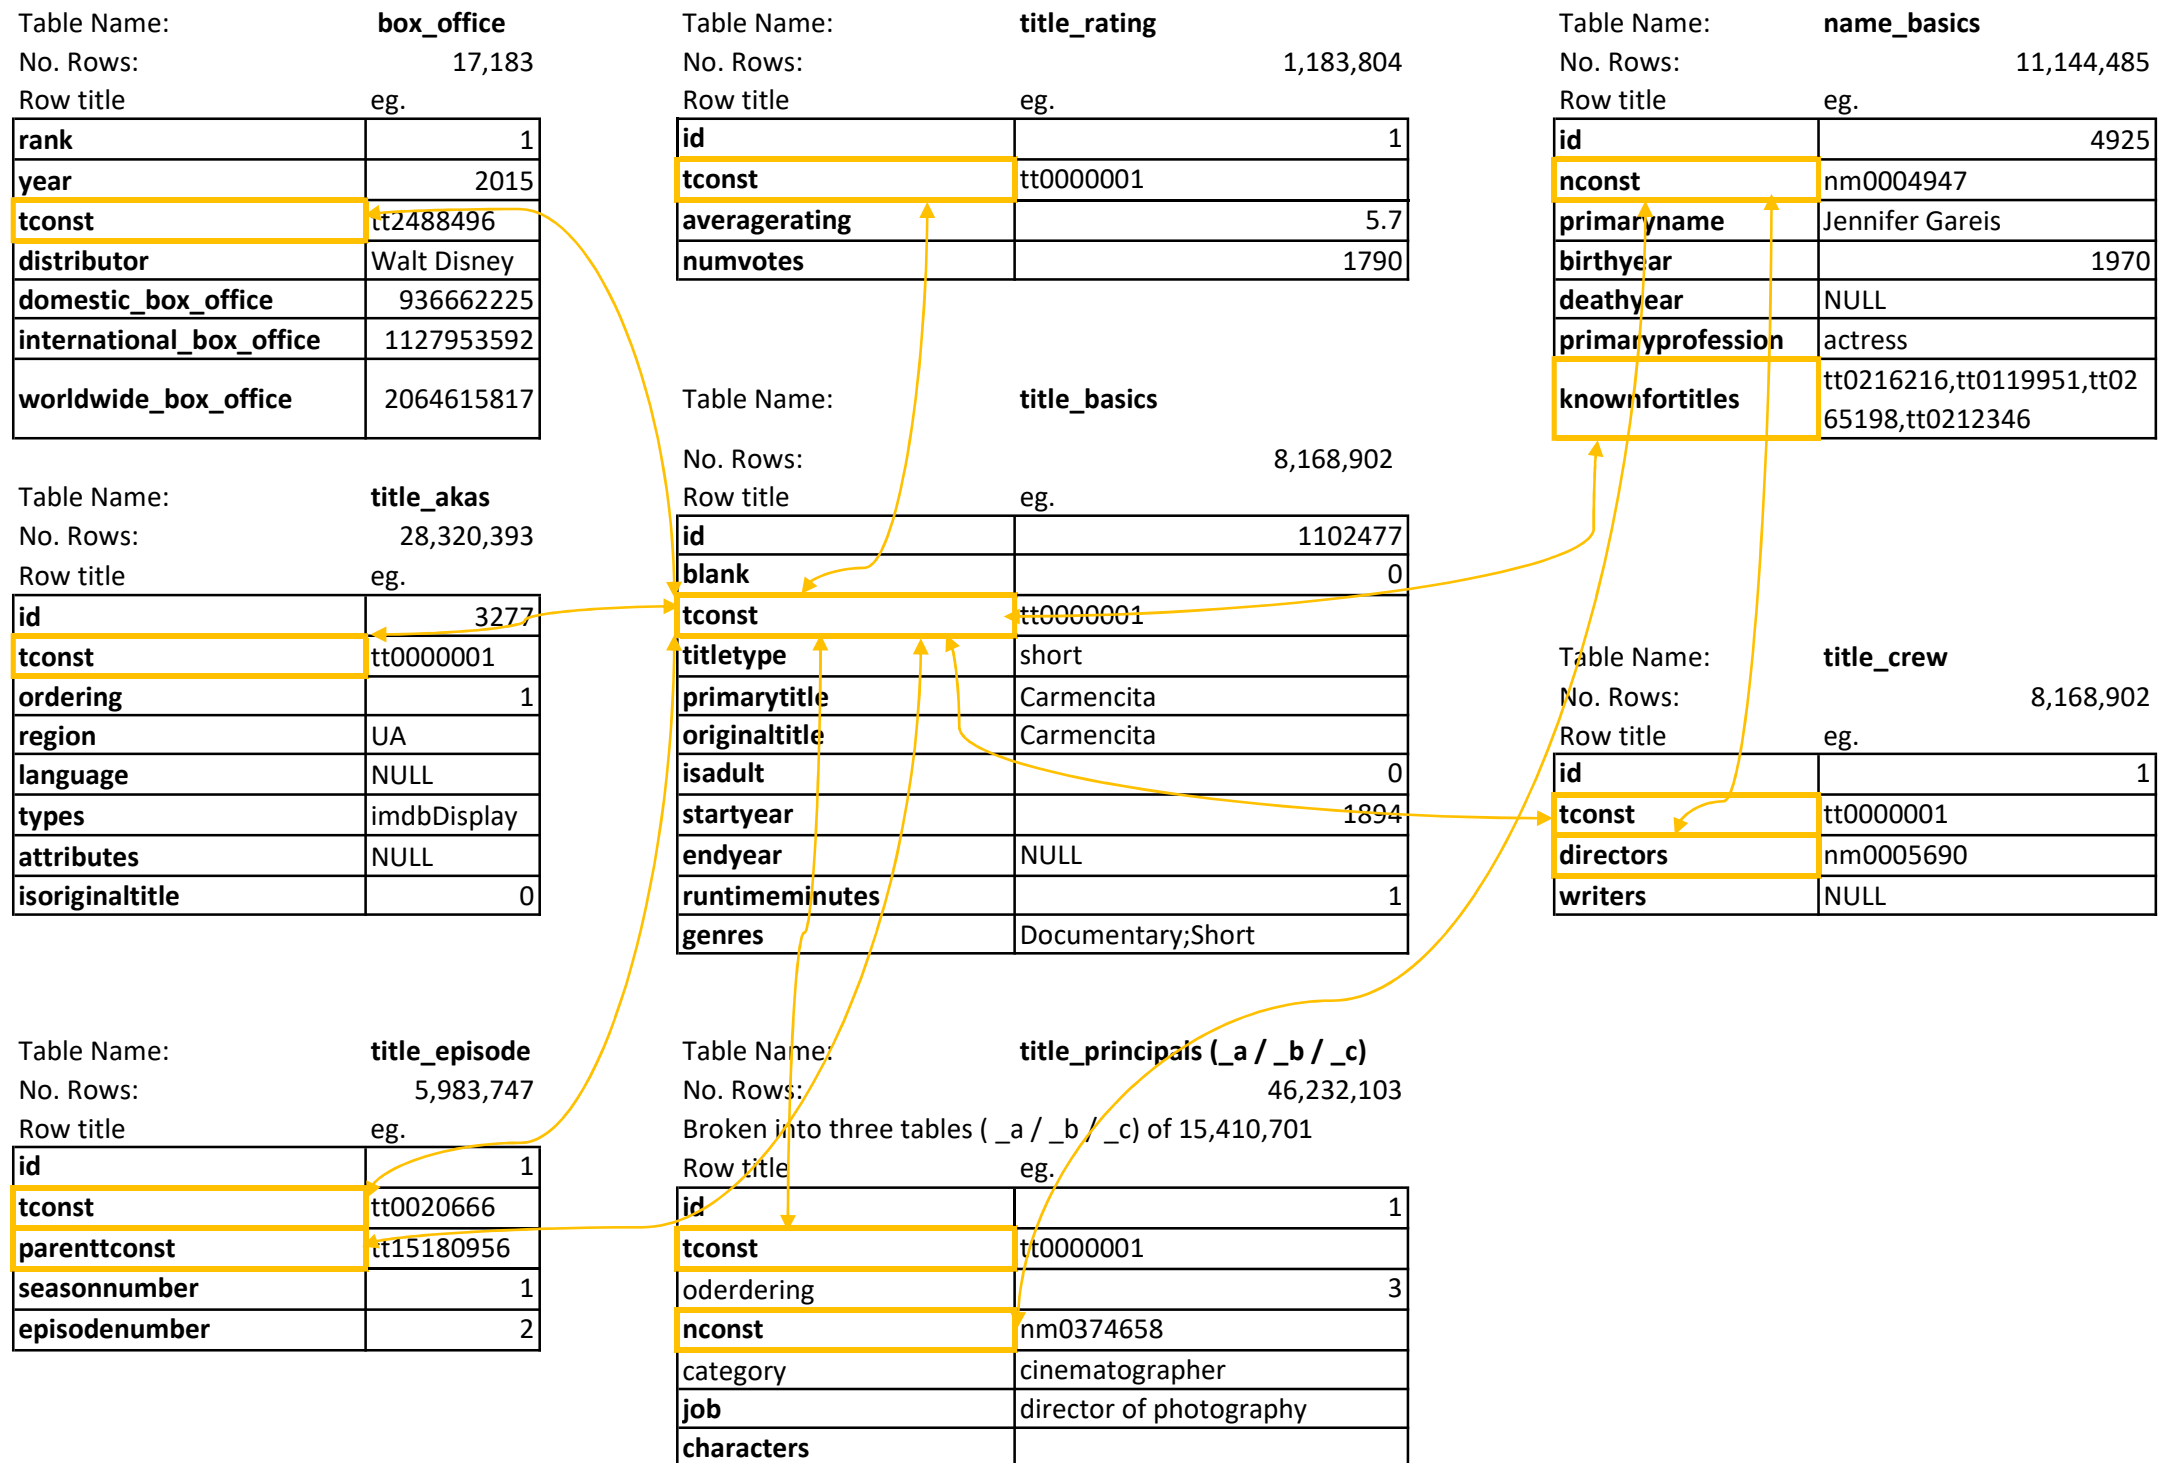 Table Name: box_office
No. Rows: 17,183
Row title eg.
rank 1
year 2015
tconst tt2488496
distributor Walt Disney
domestic_box_office 936662225
international_box_office 1127953592
worldwide_box_office 2064615817
Table Name: title_akas
No. Rows: 28,320,393
Row title eg.
id 3277
tconst tt0000001
ordering 1
region UA
language NULL
types imdbDisplay
attributes NULL
isoriginaltitle 0
Table Name: title_episode
No. Rows: 5,983,747
Row title eg.
id 1
tconst tt0020666
parenttconst tt15180956
seasonnumber 1
episodenumber 2
Table Name: title_rating
No. Rows: 1,183,804
Row title eg.
id 1
tconst tt0000001
averagerating 5.7
numvotes 1790
Table Name: title_basics
No. Rows: 8,168,902
Row title eg.
id 1102477
blank 0
tconst tt0000001
titletype short
primarytitle Carmencita
originaltitle Carmencita
isadult 0
startyear 1894
endyear NULL
runtimeminutes 1
genres Documentary;Short
Table Name: title_principals (_a / _b / _c)
No. Rows: 46,232,103
Broken into three tables ( _a / _b / _c) of 15,410,701
Row title eg.
id 1
tconst tt0000001
oderdering 3
nconst nm0374658
category cinematographer
job director of photography
characters
Table Name: name_basics
No. Rows: 11,144,485
Row title eg.
id 4925
nconst nm0004947
primaryname Jennifer Gareis
birthyear 1970
deathyear NULL
primaryprofession actress
knownfortitles tt0216216,tt0119951,tt02
65198,tt0212346
Table Name: title_crew
No. Rows: 8,168,902
Row title eg.
id 1
tconst tt0000001
directors nm0005690
writers NULL